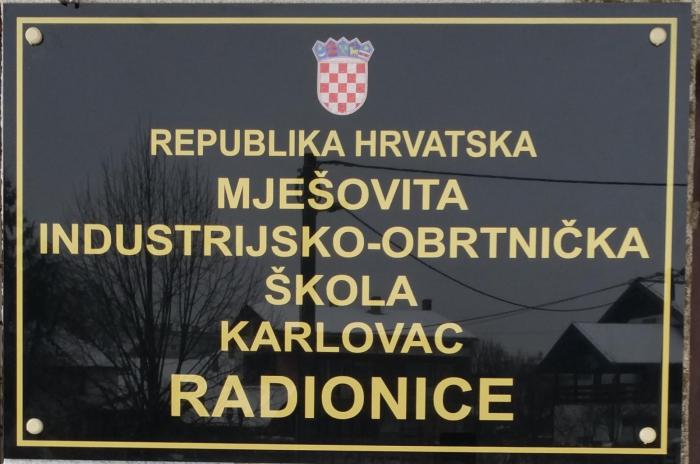 REPUBLIKA HRVATSKA
MJEŠOVITA
INDUSTRIJSKO-OBRTNIČKA
ŠKOLA
KARLOVAC
RADIONICE